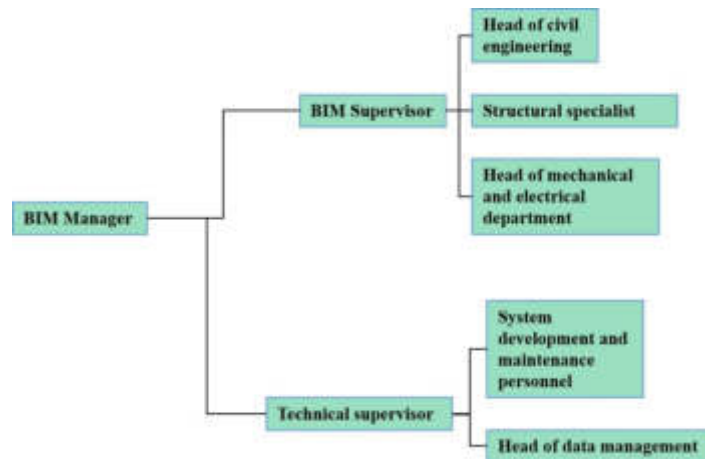 Head of civil
engineering
BIM Supervisor
Structural specialist
Head of mechanical
and electrical
department
BIM Manager
System
development and
maintenance
personnel
Technical supervisor
Head of data management